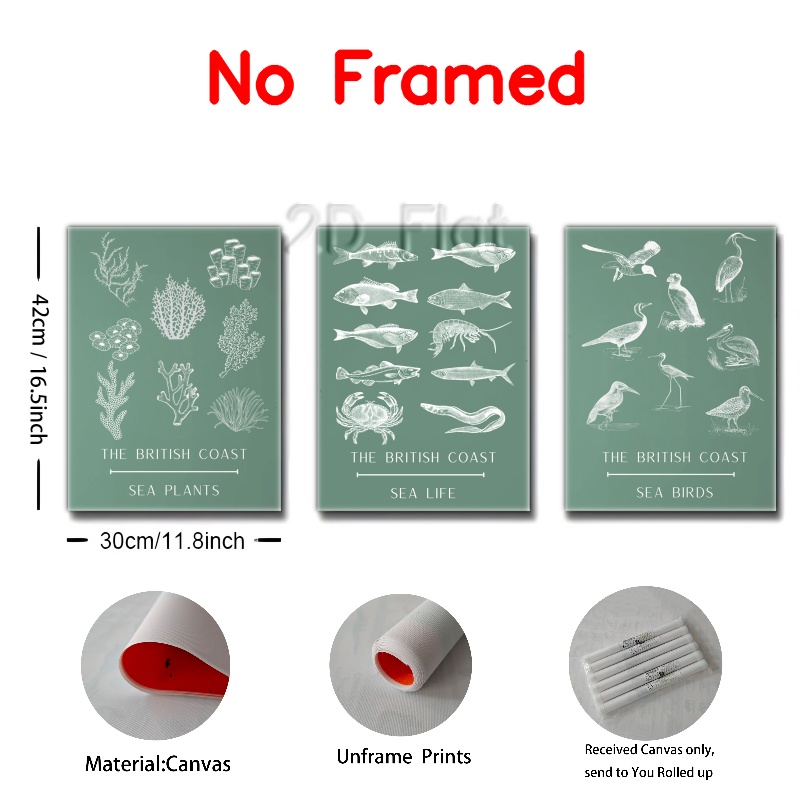 No Framed
2D Flat
42cm / 16.5inch
THE BRITISH COAST
SEA PLANTS
THE BRITISH COAST
SEA LIFE
THE BRITISH COAST
SEA BIRDS
30cm/11.8inch
Material:Canvas
Unframe Prints
Received Canvas only,
send to You Rolled up